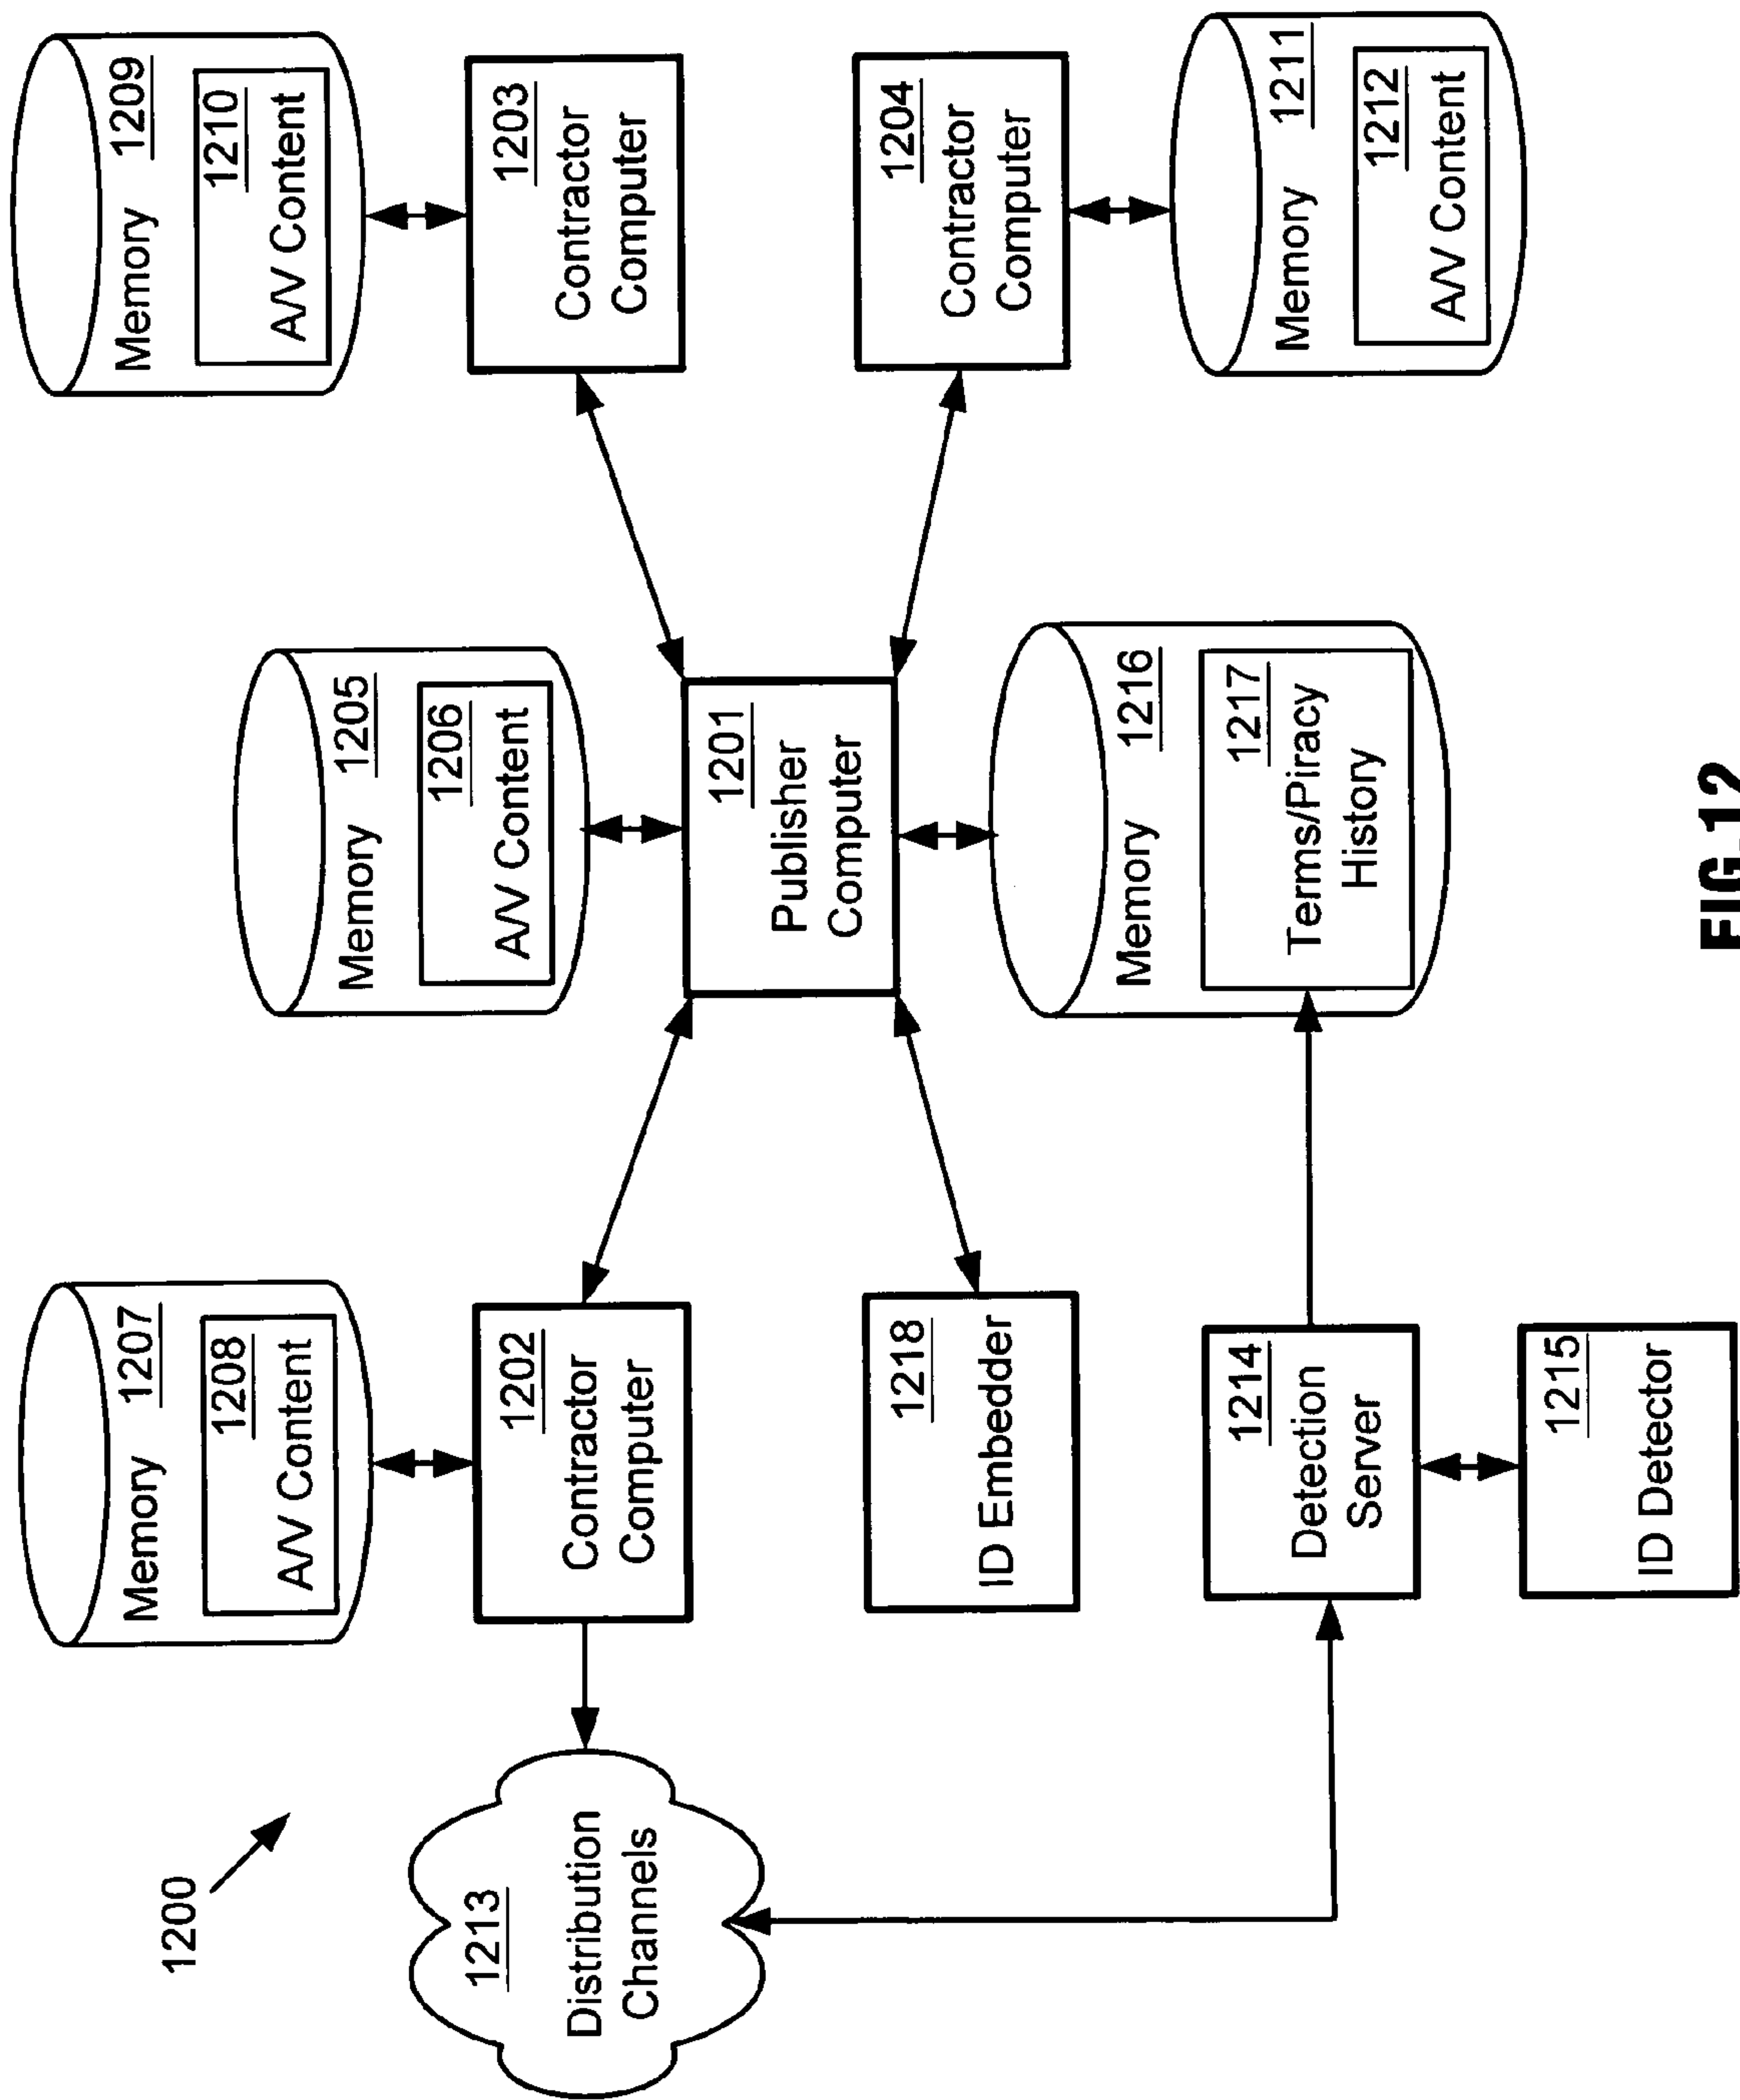 1200
Memory 1207
1208
A/V Content
1202
Contractor
Computer
1213
Distribution
Channels
1218
ID Embedder
1214
Detection
Server
1215
ID Detector
Memory 1205
1206
A/V Content
1201
Publisher
Computer
Memory 1216
1217
Terms/Piracy
History
Memory 1209
1210
A/V Content
1203
Contractor
Computer
1204
Contractor
Computer
Memory 1211
1212
A/V Content
FIG.12